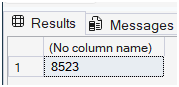 Results Messages
(No column name)
1 8523